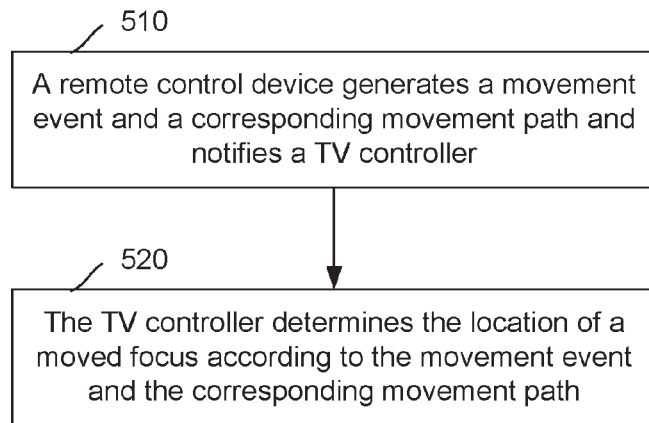 510
A remote control device generates a movement
event and a corresponding movement path and
notifies a TV controller
520
The TV controller determines the location of a
moved focus according to the movement event
and the corresponding movement path